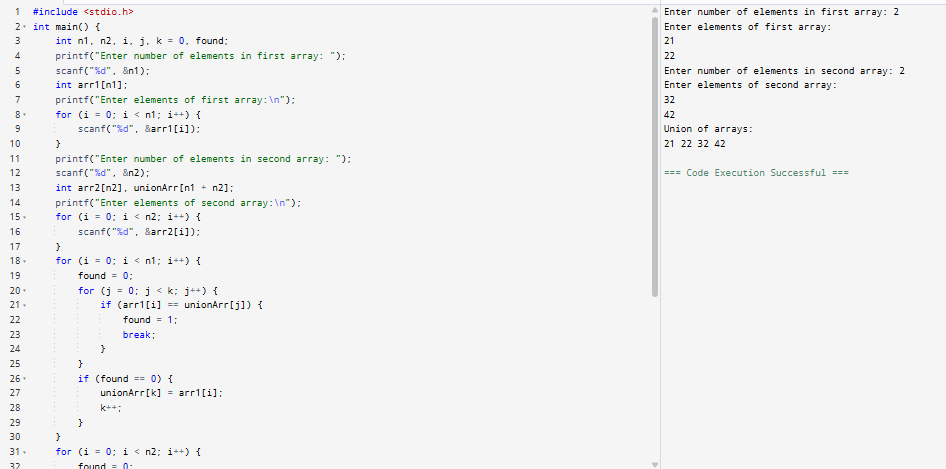 1 #include <stdio.h>
2 int main() {
3 int n1, n2, i, j, k = 0, found;
4 printf("Enter number of elements in first array: ");
5 scanf("%d", &n1);
6 int arr1[n1];
7 printf("Enter elements of first array:\n");
8 for (i = 0; i < n1; i++) {
9 scanf("%d", &arr1[i]);
10 }
11 printf("Enter number of elements in second array: ");
12 scanf("%d", &n2);
13 int arr2[n2], unionArr[n1 + n2];
14 printf("Enter elements of second array:\n");
15 for (i = 0; i < n2; i++) {
16 scanf("%d", &arr2[i]);
17 }
18 for (i = 0; i < n1; i++) {
19 found = 0;
20 for (j = 0; j < k; j++) {
21 if (arr1[i] == unionArr[j]) {
22 found = 1;
23 break;
24 }
25 }
26 if (found == 0) {
27 unionArr[k] = arr1[i];
28 k++;
29 }
30 }
31 for (i = 0; i < n2; i++) {
32 found = 0;
Enter number of elements in first array: 2
Enter elements of first array:
21
22
Enter number of elements in second array: 2
Enter elements of second array:
32
42
Union of arrays:
21 22 32 42
=== Code Execution Successful ===